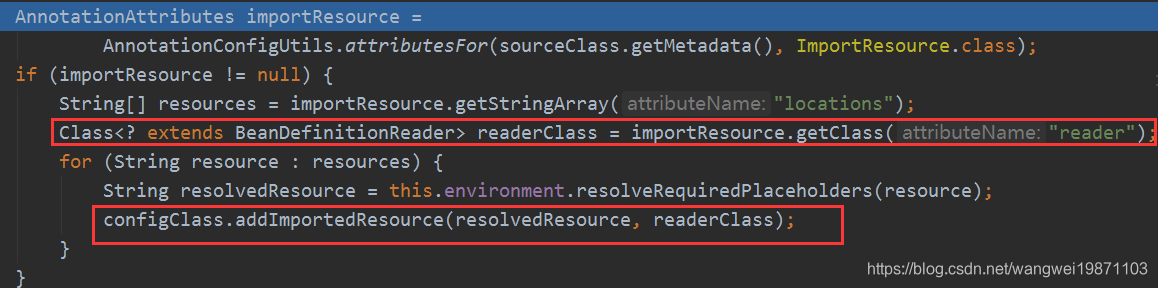 AnnotationAttributes importResource =
AnnotationConfigUtils.attributesFor(sourceClass.getMetadata(), ImportResource.class);
if (importResource != null) {
String[] resources = importResource.getStringArray( attributeName: "locations");
Class<? extends BeanDefinitionReader> readerClass = importResource.getClass( attributeName: "reader");
for (String resource : resources) {
String resolvedResource = this.environment.resolveRequiredPlaceholders(resource);
configClass.addImportedResource(resolvedResource, readerClass);
}
}
https://blog.csdn.net/wangwei19871103